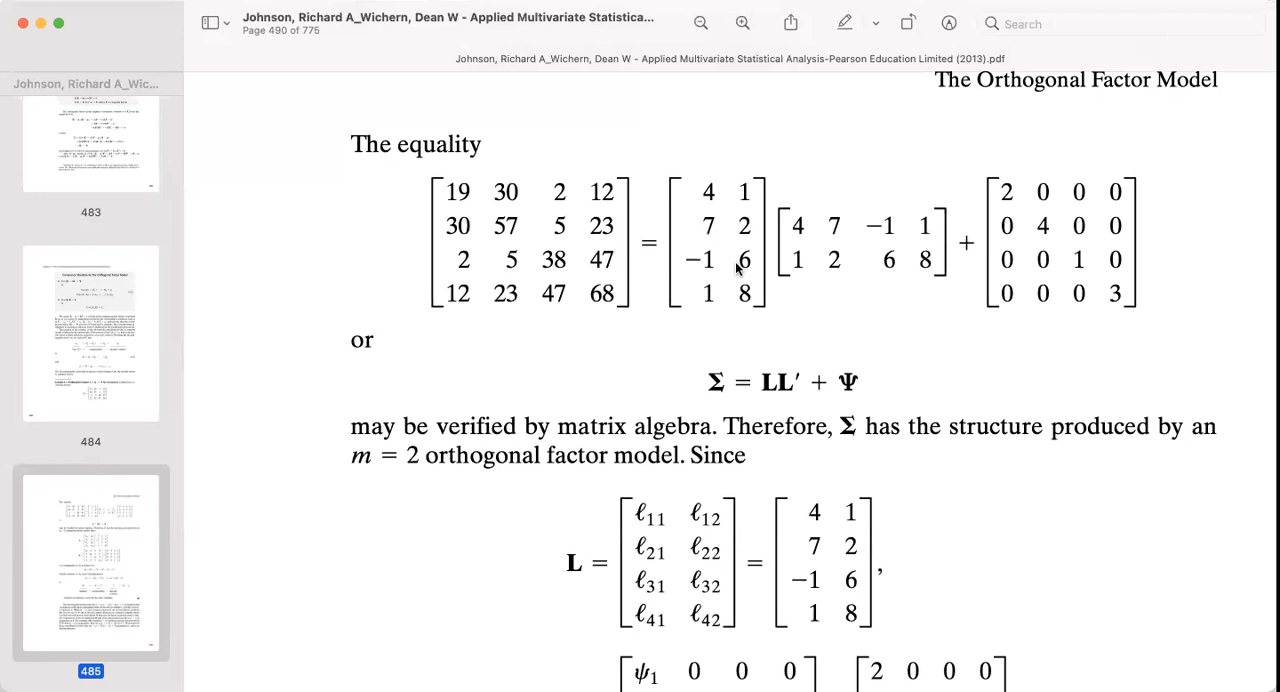 Johnson, Richard A_Wichern, Dean W - Applied Multivariate Statistica...
Page 490 of 775
Search
Johnson, Richard A_Wichern, Dean W - Applied Multivariate Statistical Analysis-Pearson Education Limited (2013).pdf
Johnson, Richard A_Wic...
483
484
485
The Orthogonal Factor Model
The equality
[19 30 2 12] [4 1] [2 0 0 0]
[30 57 5 23] = [7 2] [4 7 −1 1] + [0 4 0 0]
[2 5 38 47] [−1 6] [1 2 6 8] [0 0 1 0]
[12 23 47 68] [1 8] [0 0 0 3]
or
Σ = LL′ + Ψ
may be verified by matrix algebra. Therefore, Σ has the structure produced by an
m = 2 orthogonal factor model. Since
[ℓ11 ℓ12] [4 1]
[ℓ21 ℓ22] [7 2]
L = [ℓ31 ℓ32] = [−1 6] ,
[ℓ41 ℓ42] [1 8]
[ψ1 0 0 0] [2 0 0 0]